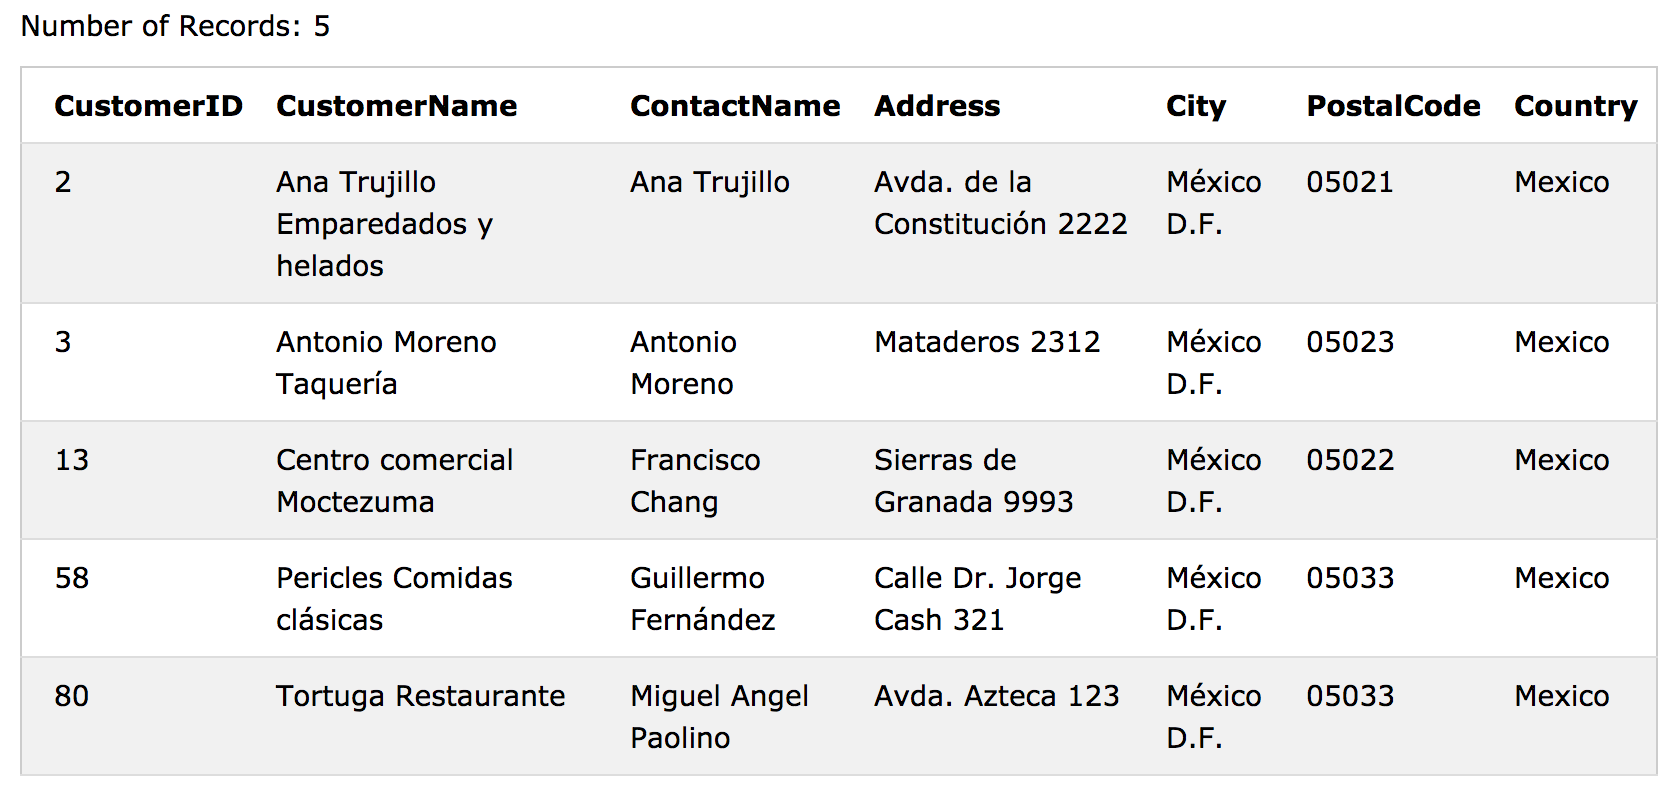 Number of Records: 5
CustomerID CustomerName ContactName Address City PostalCode Country
2 Ana Trujillo Ana Trujillo Avda. de la México 05021 Mexico
Emparedados y Constitución 2222 D.F.
helados
3 Antonio Moreno Antonio Mataderos 2312 México 05023 Mexico
Taquería Moreno D.F.
13 Centro comercial Francisco Sierras de México 05022 Mexico
Moctezuma Chang Granada 9993 D.F.
58 Pericles Comidas Guillermo Calle Dr. Jorge México 05033 Mexico
clásicas Fernández Cash 321 D.F.
80 Tortuga Restaurante Miguel Angel Avda. Azteca 123 México 05033 Mexico
Paolino D.F.